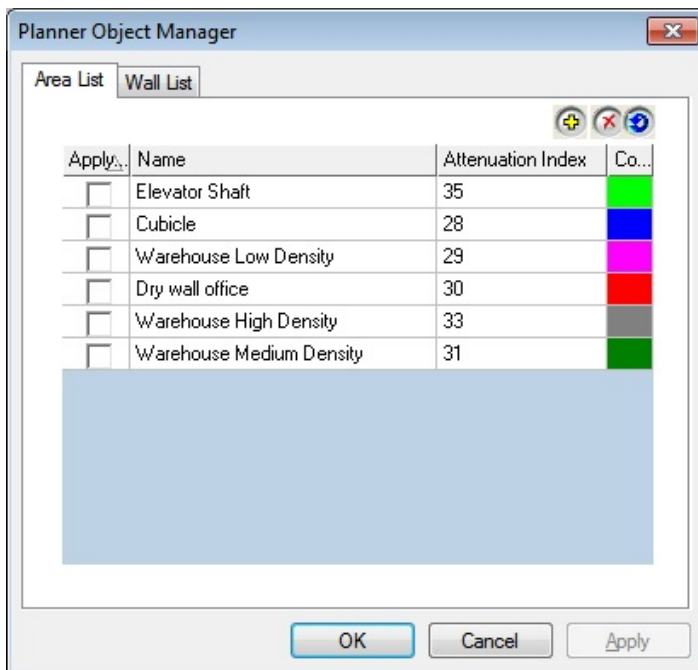 Planner Object Manager
Area List Wall List
Apply... Name Attenuation Index Co...
Elevator Shaft 35
Cubicle 28
Warehouse Low Density 29
Dry wall office 30
Warehouse High Density 33
Warehouse Medium Density 31
OK Cancel Apply